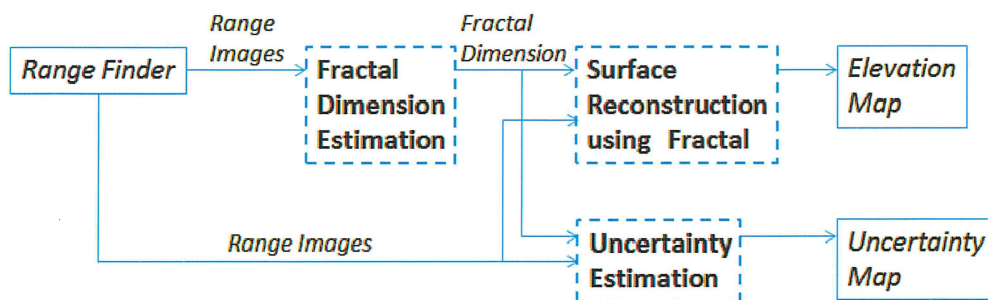 Range
Images
Fractal
Dimension
Range Finder
Fractal
Dimension
Estimation
Surface
Reconstruction
using Fractal
Elevation
Map
Range Images
Uncertainty
Estimation
Uncertainty
Map